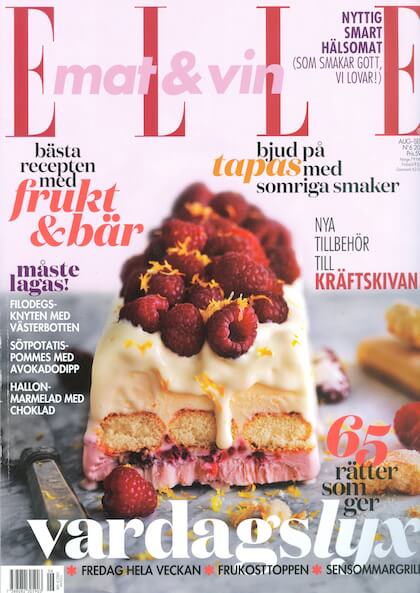 ELLE
mat & vin
NYTTIG
SMART
HÄLSOMAT
(SOM SMAKAR GOTT,
VI LOVAR!)
bästa
recepten
med
frukt
& bär
bjud på
tapas med
somriga smaker
NYA
TILLBEHÖR
TILL
KRÄFTSKIVAN
måste
lagas!
FILODEGS-
KNYTEN MED
VÄSTERBOTTEN
SÖTPOTATIS-
POMMES MED
AVOKADODIPP
HALLON-
MARMELAD MED
CHOKLAD
65
rätter
som
ger
vardagslyx
* FREDAG HELA VECKAN * FRUKOSTTOPPEN * SENSOMMARGRILL